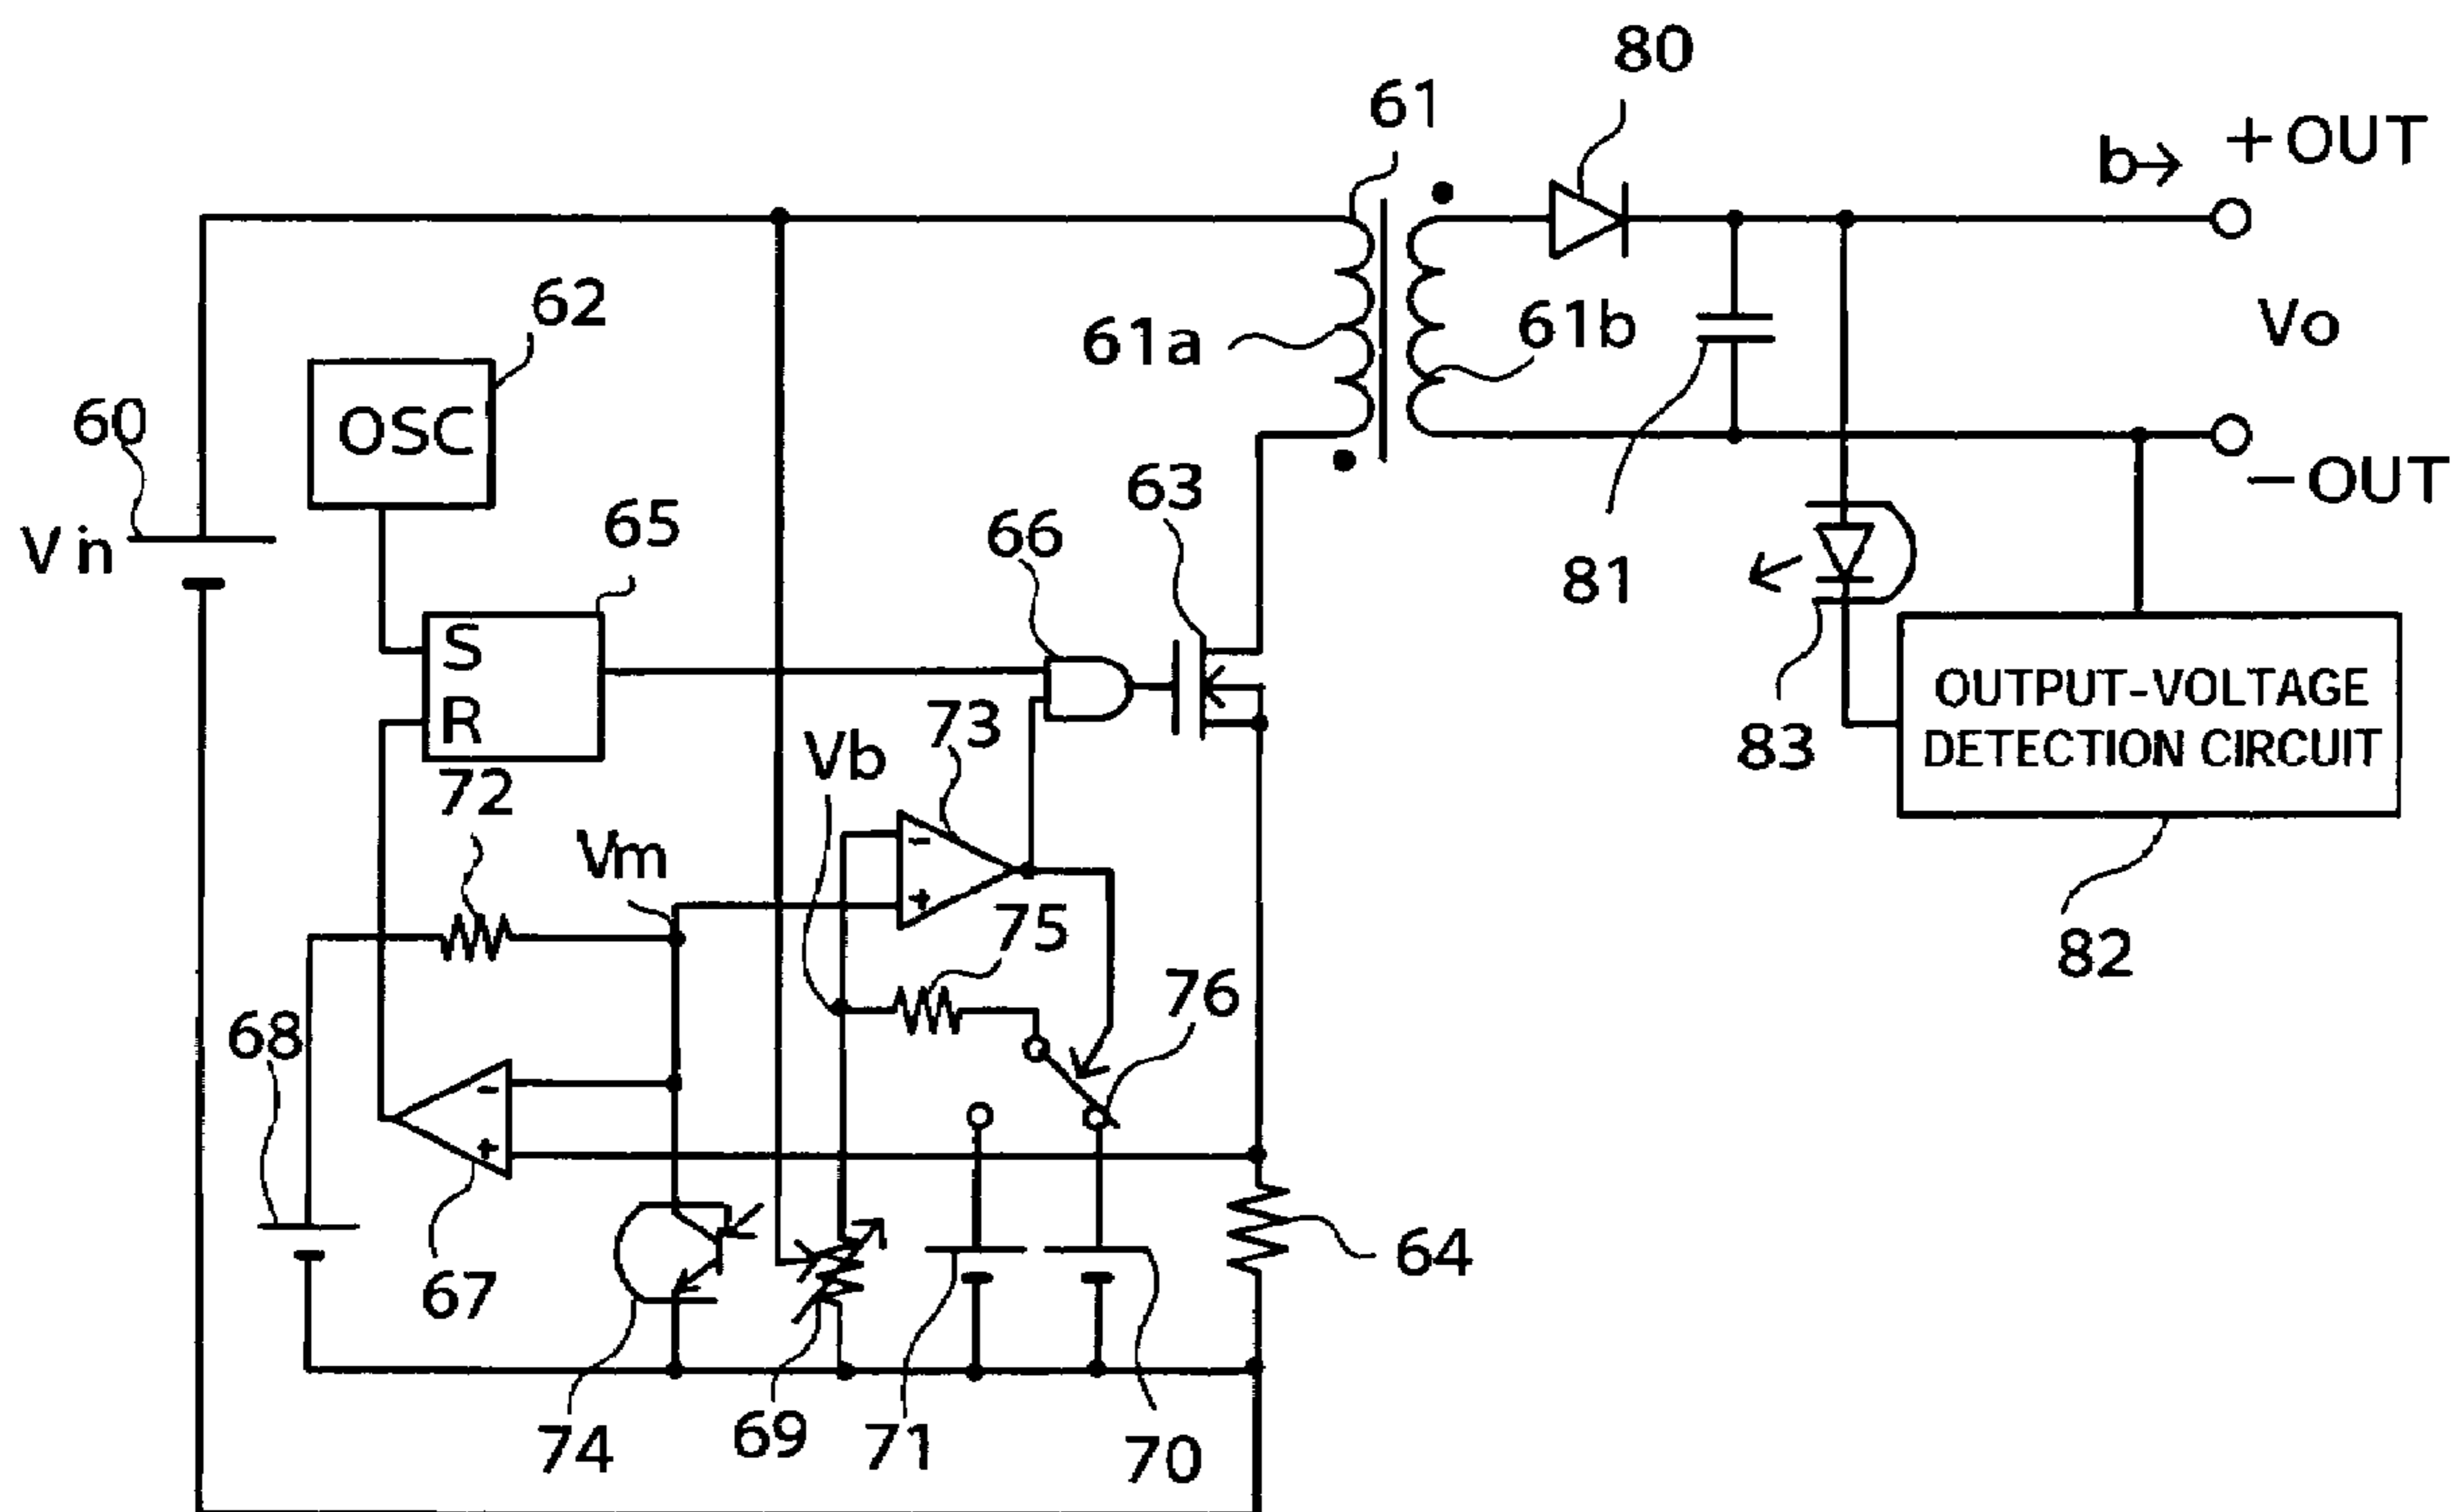 80
61
b→
+OUT
62
61a
61b
Vo
OSC
60
63
−OUT
Vin
65
66
81
S
R
73
Vb
83
OUTPUT-VOLTAGE
DETECTION CIRCUIT
72
Vm
-
+
75
82
76
68
-
+
64
67
74
69
71
70